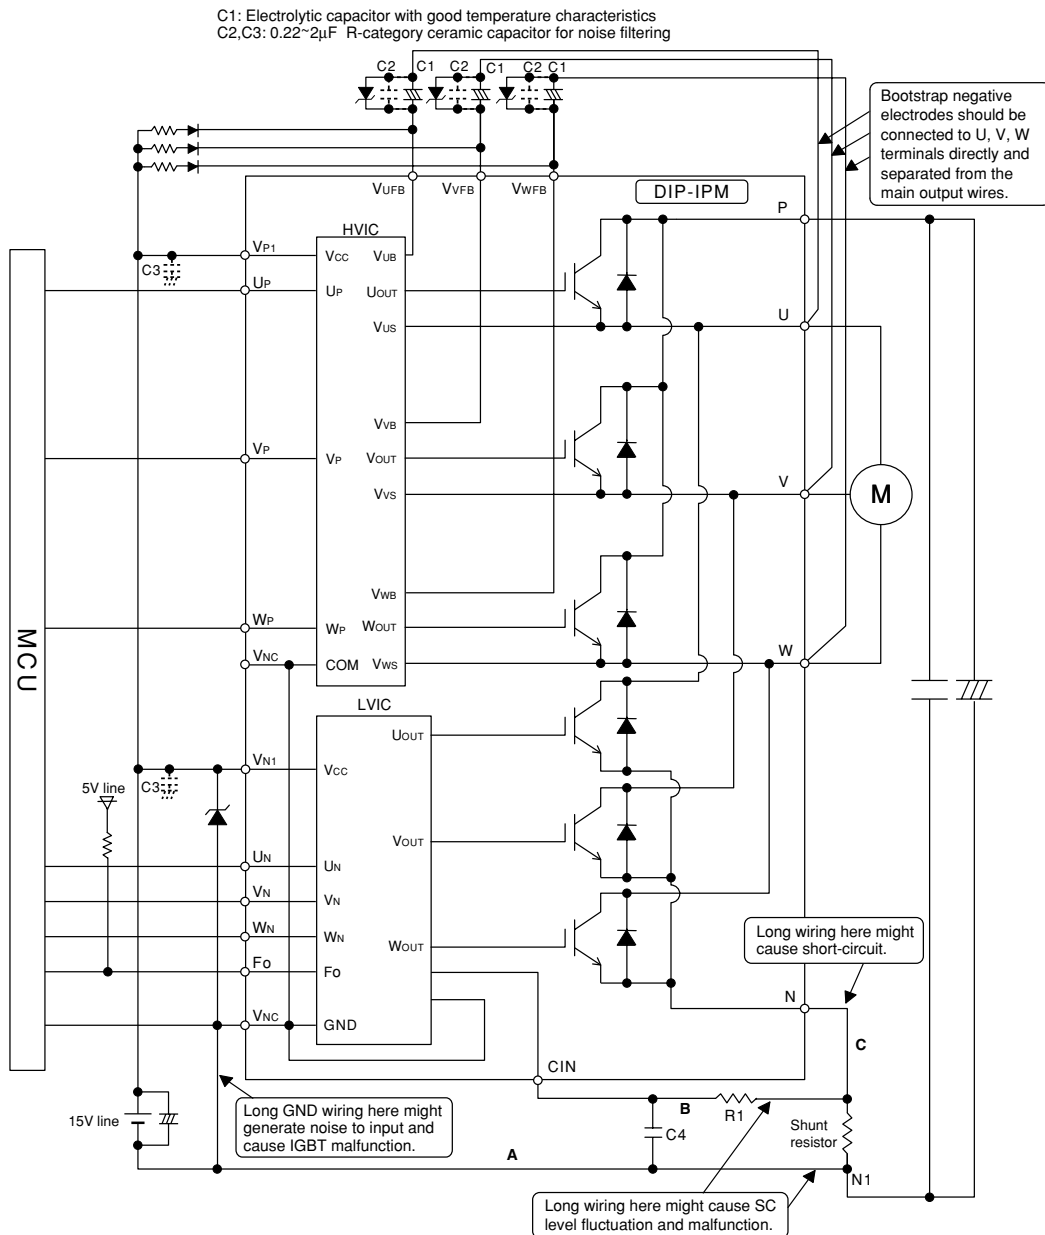 C1: Electrolytic capacitor with good temperature characteristics
C2,C3: 0.22~2μF R-category ceramic capacitor for noise filtering
C2 C1 C2 C1 C2 C1
Bootstrap negative
electrodes should be
connected to U, V, W
terminals directly and
separated from the
main output wires.
VUFB VVFB VWFB
DIP-IPM
P
HVIC
VP1
VCC
VUB
C3
UP
UP
UOUT
U
VUS
VVB
VP
VP
VOUT
V
VVS
M
VWB
WP
WP
WOUT
W
VNC
COM
VWS
MCU
LVIC
UOUT
VN1
VCC
C3
5V line
VOUT
UN
UN
VN
VN
WN
WN
WOUT
Long wiring here might
cause short-circuit.
Fo
Fo
N
VNC
GND
C
CIN
15V line
Long GND wiring here might
generate noise to input and
cause IGBT malfunction.
B
R1
C4
Shunt
resistor
A
N1
Long wiring here might cause SC
level fluctuation and malfunction.